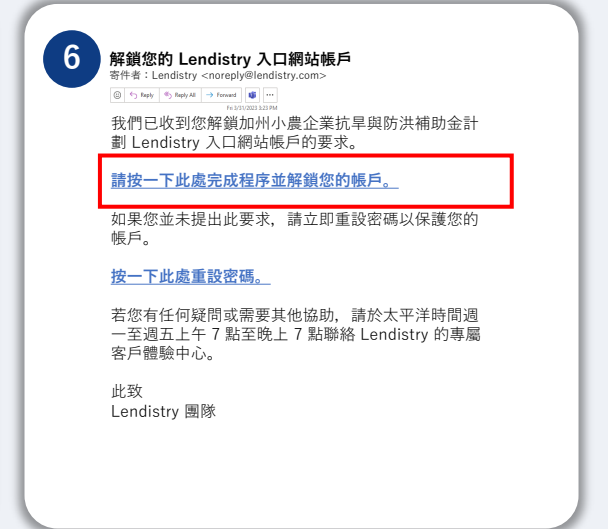 6
解鎖您的 Lendistry 入口網站帳戶
寄件者：Lendistry <noreply@lendistry.com>
Reply Reply All Forward
Fri 3/31/2023 3:23 PM
我們已收到您解鎖加州小農企業抗旱與防洪補助金計
劃 Lendistry 入口網站帳戶的要求。
請按一下此處完成程序並解鎖您的帳戶。
如果您並未提出此要求，請立即重設密碼以保護您的
帳戶。
按一下此處重設密碼。
若您有任何疑問或需要其他協助，請於太平洋時間週
一至週五上午 7 點至晚上 7 點聯絡 Lendistry 的專屬
客戶體驗中心。
此致
Lendistry 團隊